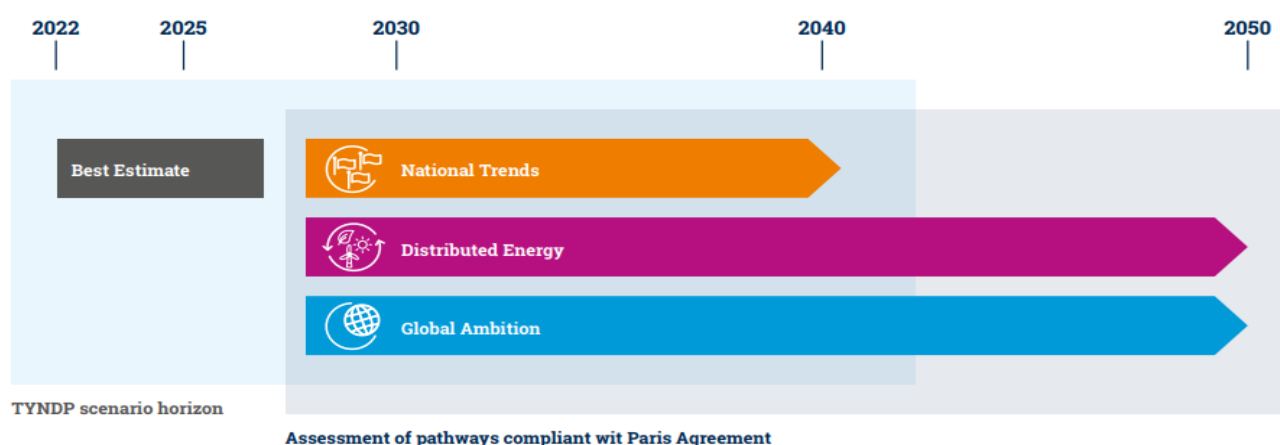 2022
2025
2030
2040
2050
Best Estimate
National Trends
Distributed Energy
Global Ambition
TYNDP scenario horizon
Assessment of pathways compliant wit Paris Agreement